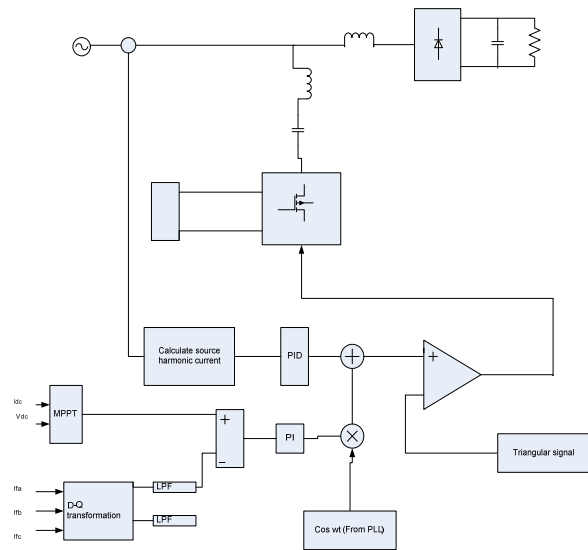 Calculate source
harmonic current
PID
+
+
Idc
Vdc
MPPT
+
−
PI
×
Triangular signal
Ifa
Ifb
Ifc
D-Q
transformation
LPF
LPF
Cos wt (From PLL)